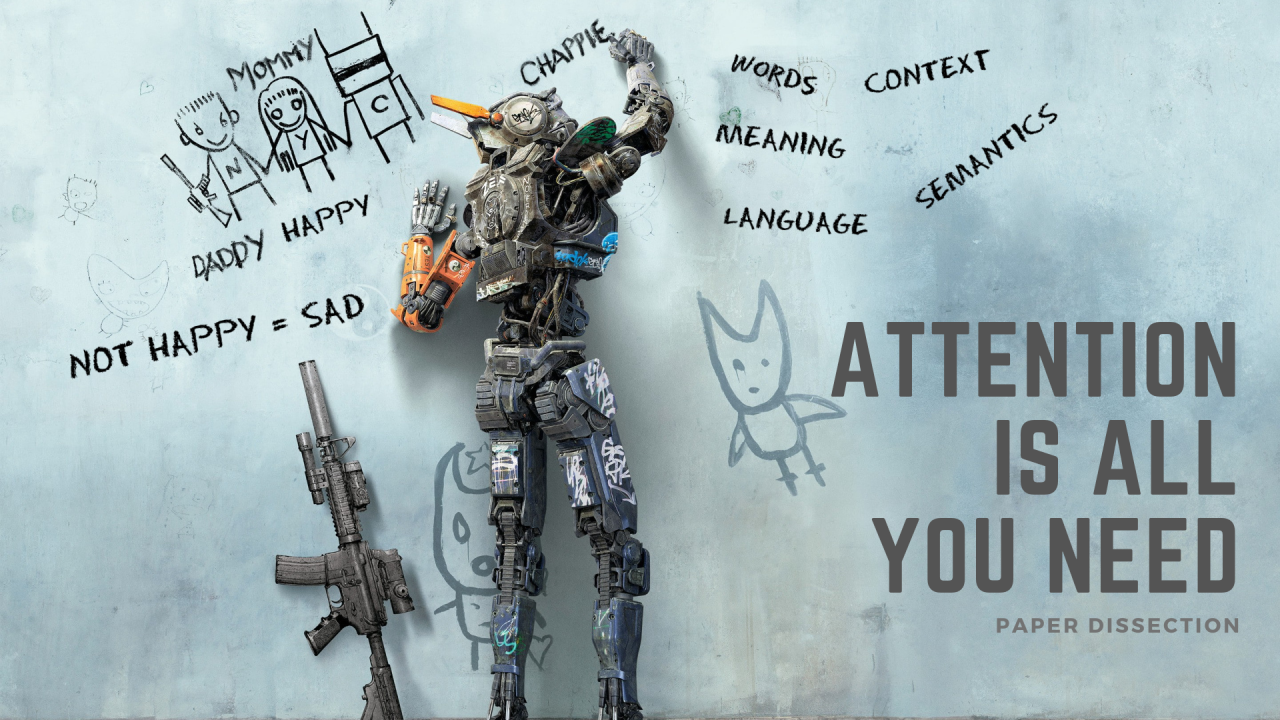 MOMMY
N
Y
C
DADDY HAPPY
NOT HAPPY = SAD
CHAPPIE
WORDS
CONTEXT
MEANING
SEMANTICS
LANGUAGE
ATTENTION
IS ALL
YOU NEED
PAPER DISSECTION